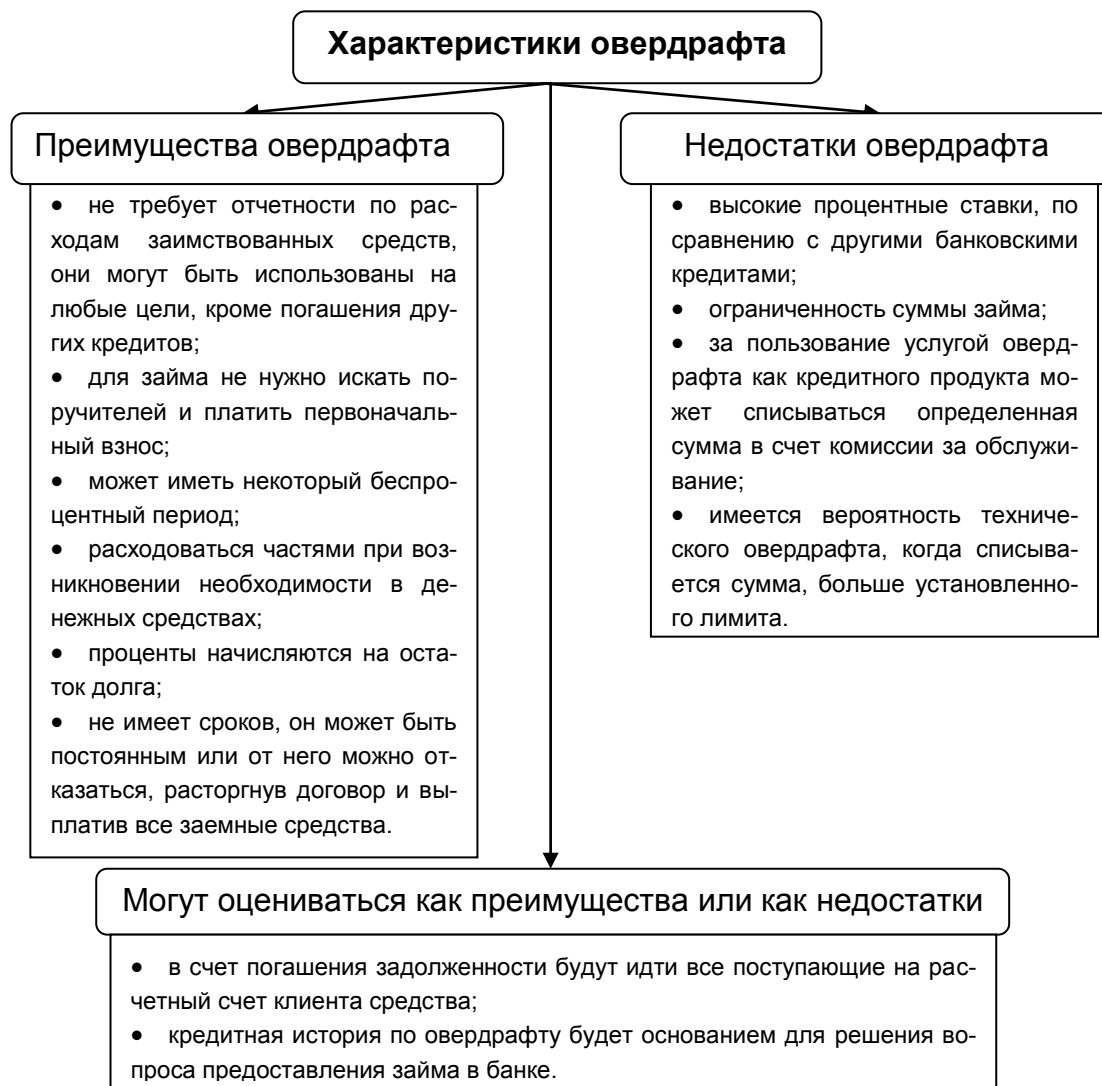 Характеристики овердрафта
Преимущества овердрафта
• не требует отчетности по рас-
ходам заимствованных средств,
они могут быть использованы на
любые цели, кроме погашения дру-
гих кредитов;
• для займа не нужно искать по-
ручителей и платить первоначаль-
ный взнос;
• может иметь некоторый беспро-
центный период;
• расходоваться частями при воз-
никновении необходимости в де-
нежных средствах;
• проценты начисляются на оста-
ток долга;
• не имеет сроков, он может быть
постоянным или от него можно от-
казаться, расторгнув договор и вы-
платив все заемные средства.
Недостатки овердрафта
• высокие процентные ставки, по
сравнению с другими банковскими
кредитами;
• ограниченность суммы займа;
• за пользование услугой оверд-
рафта как кредитного продукта мо-
жет списываться определенная
сумма в счет комиссии за обслужи-
вание;
• имеется вероятность техниче-
ского овердрафта, когда списыва-
ется сумма, больше установленно-
го лимита.
Могут оцениваться как преимущества или как недостатки
• в счет погашения задолженности будут идти все поступающие на рас-
четный счет клиента средства;
• кредитная история по овердрафту будет основанием для решения во-
проса предоставления займа в банке.